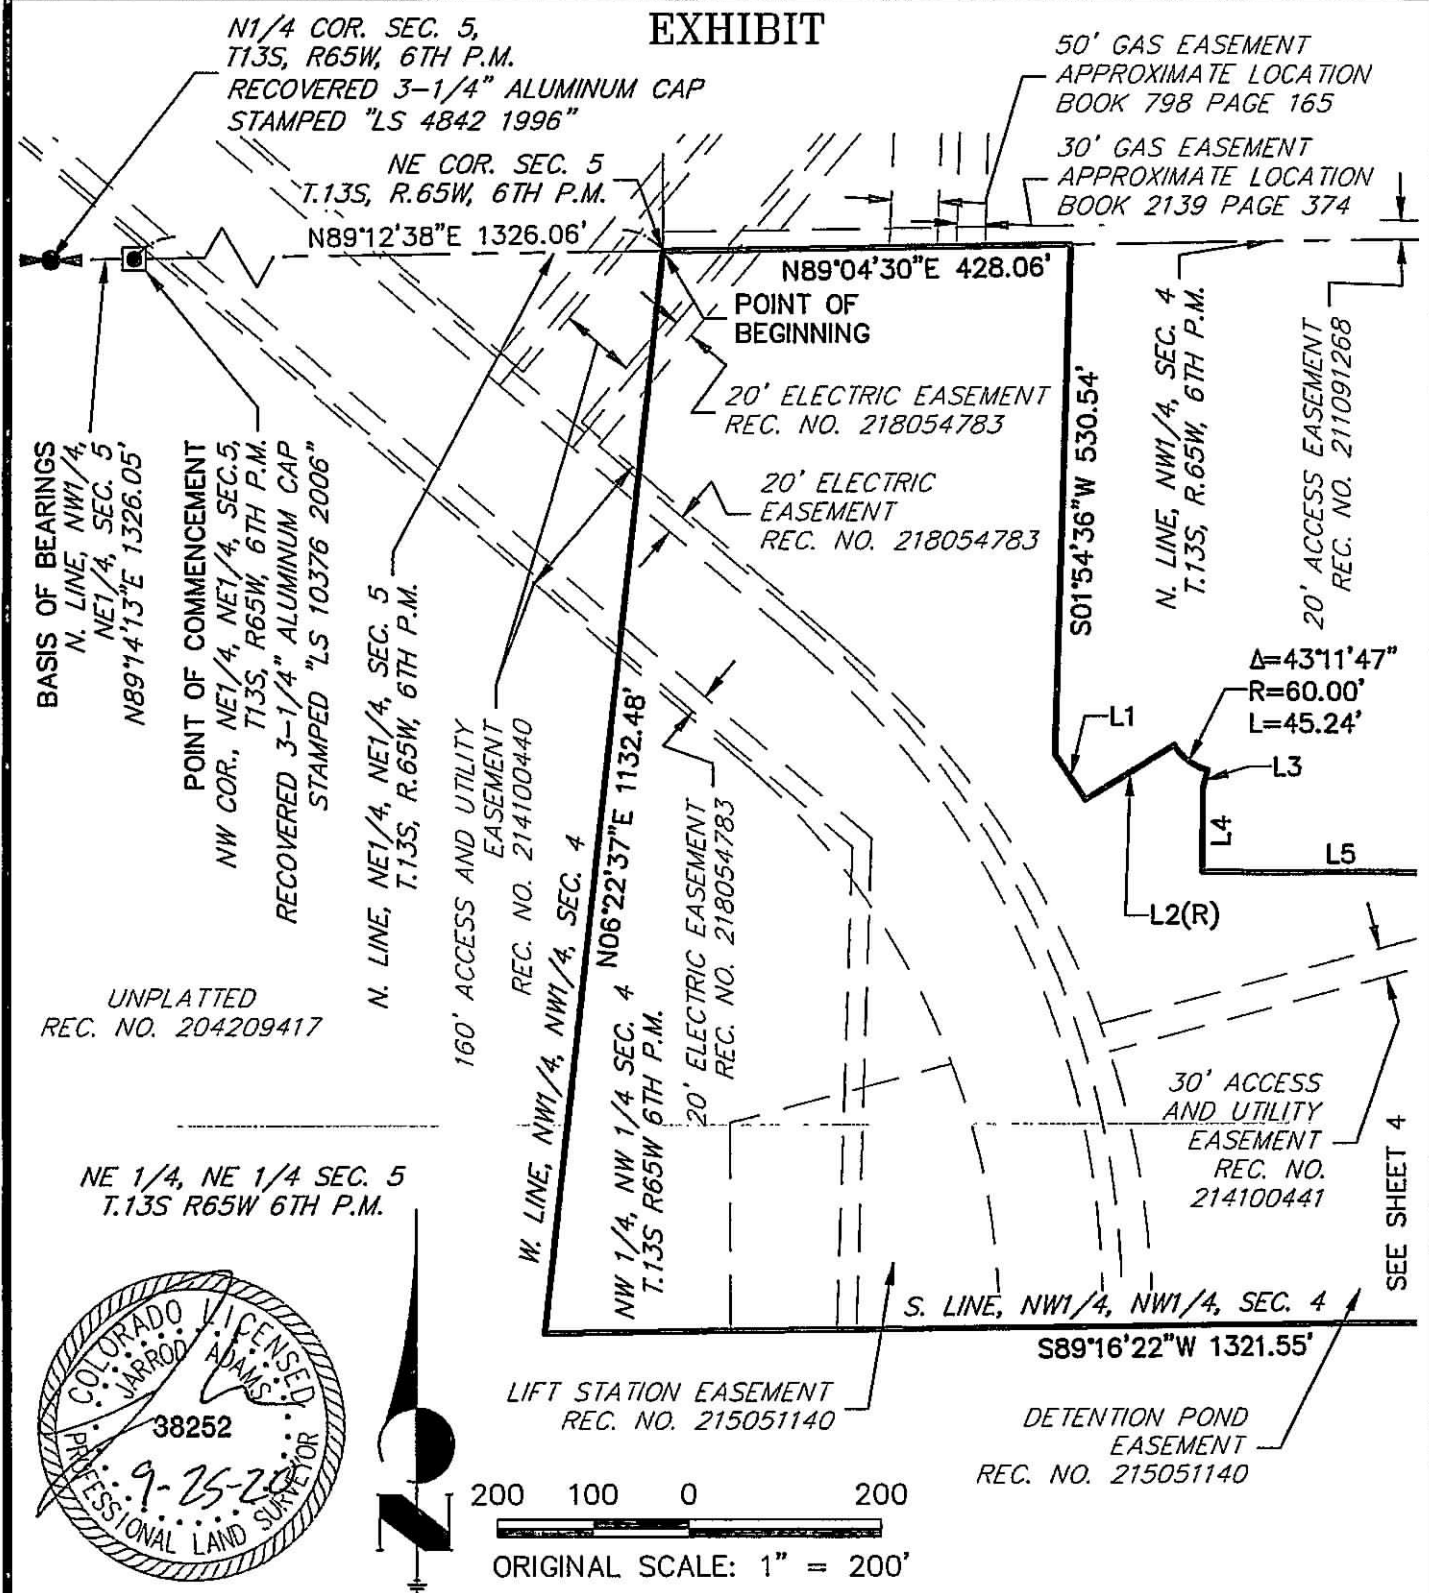 EXHIBIT
N1/4 COR. SEC. 5,
T13S, R65W, 6TH P.M.
RECOVERED 3-1/4" ALUMINUM CAP
STAMPED "LS 4842 1996"
50' GAS EASEMENT
APPROXIMATE LOCATION
BOOK 798 PAGE 165
NE COR. SEC. 5
T.13S, R.65W, 6TH P.M.
30' GAS EASEMENT
APPROXIMATE LOCATION
BOOK 2139 PAGE 374
N89°12'38"E 1326.06'
N89°04'30"E 428.06'
POINT OF
BEGINNING
20' ELECTRIC EASEMENT
REC. NO. 218054783
20' ELECTRIC
EASEMENT
REC. NO. 218054783
BASIS OF BEARINGS
N. LINE, NW1/4,
NE1/4, SEC. 5
N89°14'13"E 1326.05'
POINT OF COMMENCEMENT
NW COR., NE1/4, NE1/4, SEC.5,
T13S, R65W, 6TH P.M.
RECOVERED 3-1/4" ALUMINUM CAP
STAMPED "LS 10376 2006"
N. LINE, NE1/4, NE1/4, SEC. 5
T.13S, R.65W, 6TH P.M.
160' ACCESS AND UTILITY
EASEMENT
REC. NO. 214100440
W. LINE, NW1/4, NW1/4, SEC. 4
N06°22'37"E 1132.48'
NW 1/4, NW 1/4 SEC. 4
T.13S R65W 6TH P.M.
20' ELECTRIC EASEMENT
REC. NO. 218054783
S01°54'36"W 530.54'
N. LINE, NW1/4, SEC. 4
T.13S, R.65W, 6TH P.M.
20' ACCESS EASEMENT
REC. NO. 211091268
Δ=43°11'47"
R=60.00'
L=45.24'
L1
L3
L4
L5
L2(R)
UNPLATTED
REC. NO. 204209417
30' ACCESS
AND UTILITY
EASEMENT
REC. NO.
214100441
SEE SHEET 4
NE 1/4, NE 1/4 SEC. 5
T.13S R65W 6TH P.M.
S. LINE, NW1/4, NW1/4, SEC. 4
S89°16'22"W 1321.55'
LIFT STATION EASEMENT
REC. NO. 215051140
DETENTION POND
EASEMENT
REC. NO. 215051140
COLORADO LICENSED
JARROD ADAMS
38252
9-25-20
PROFESSIONAL LAND SURVEYOR
N
200 100 0 200
ORIGINAL SCALE: 1" = 200'